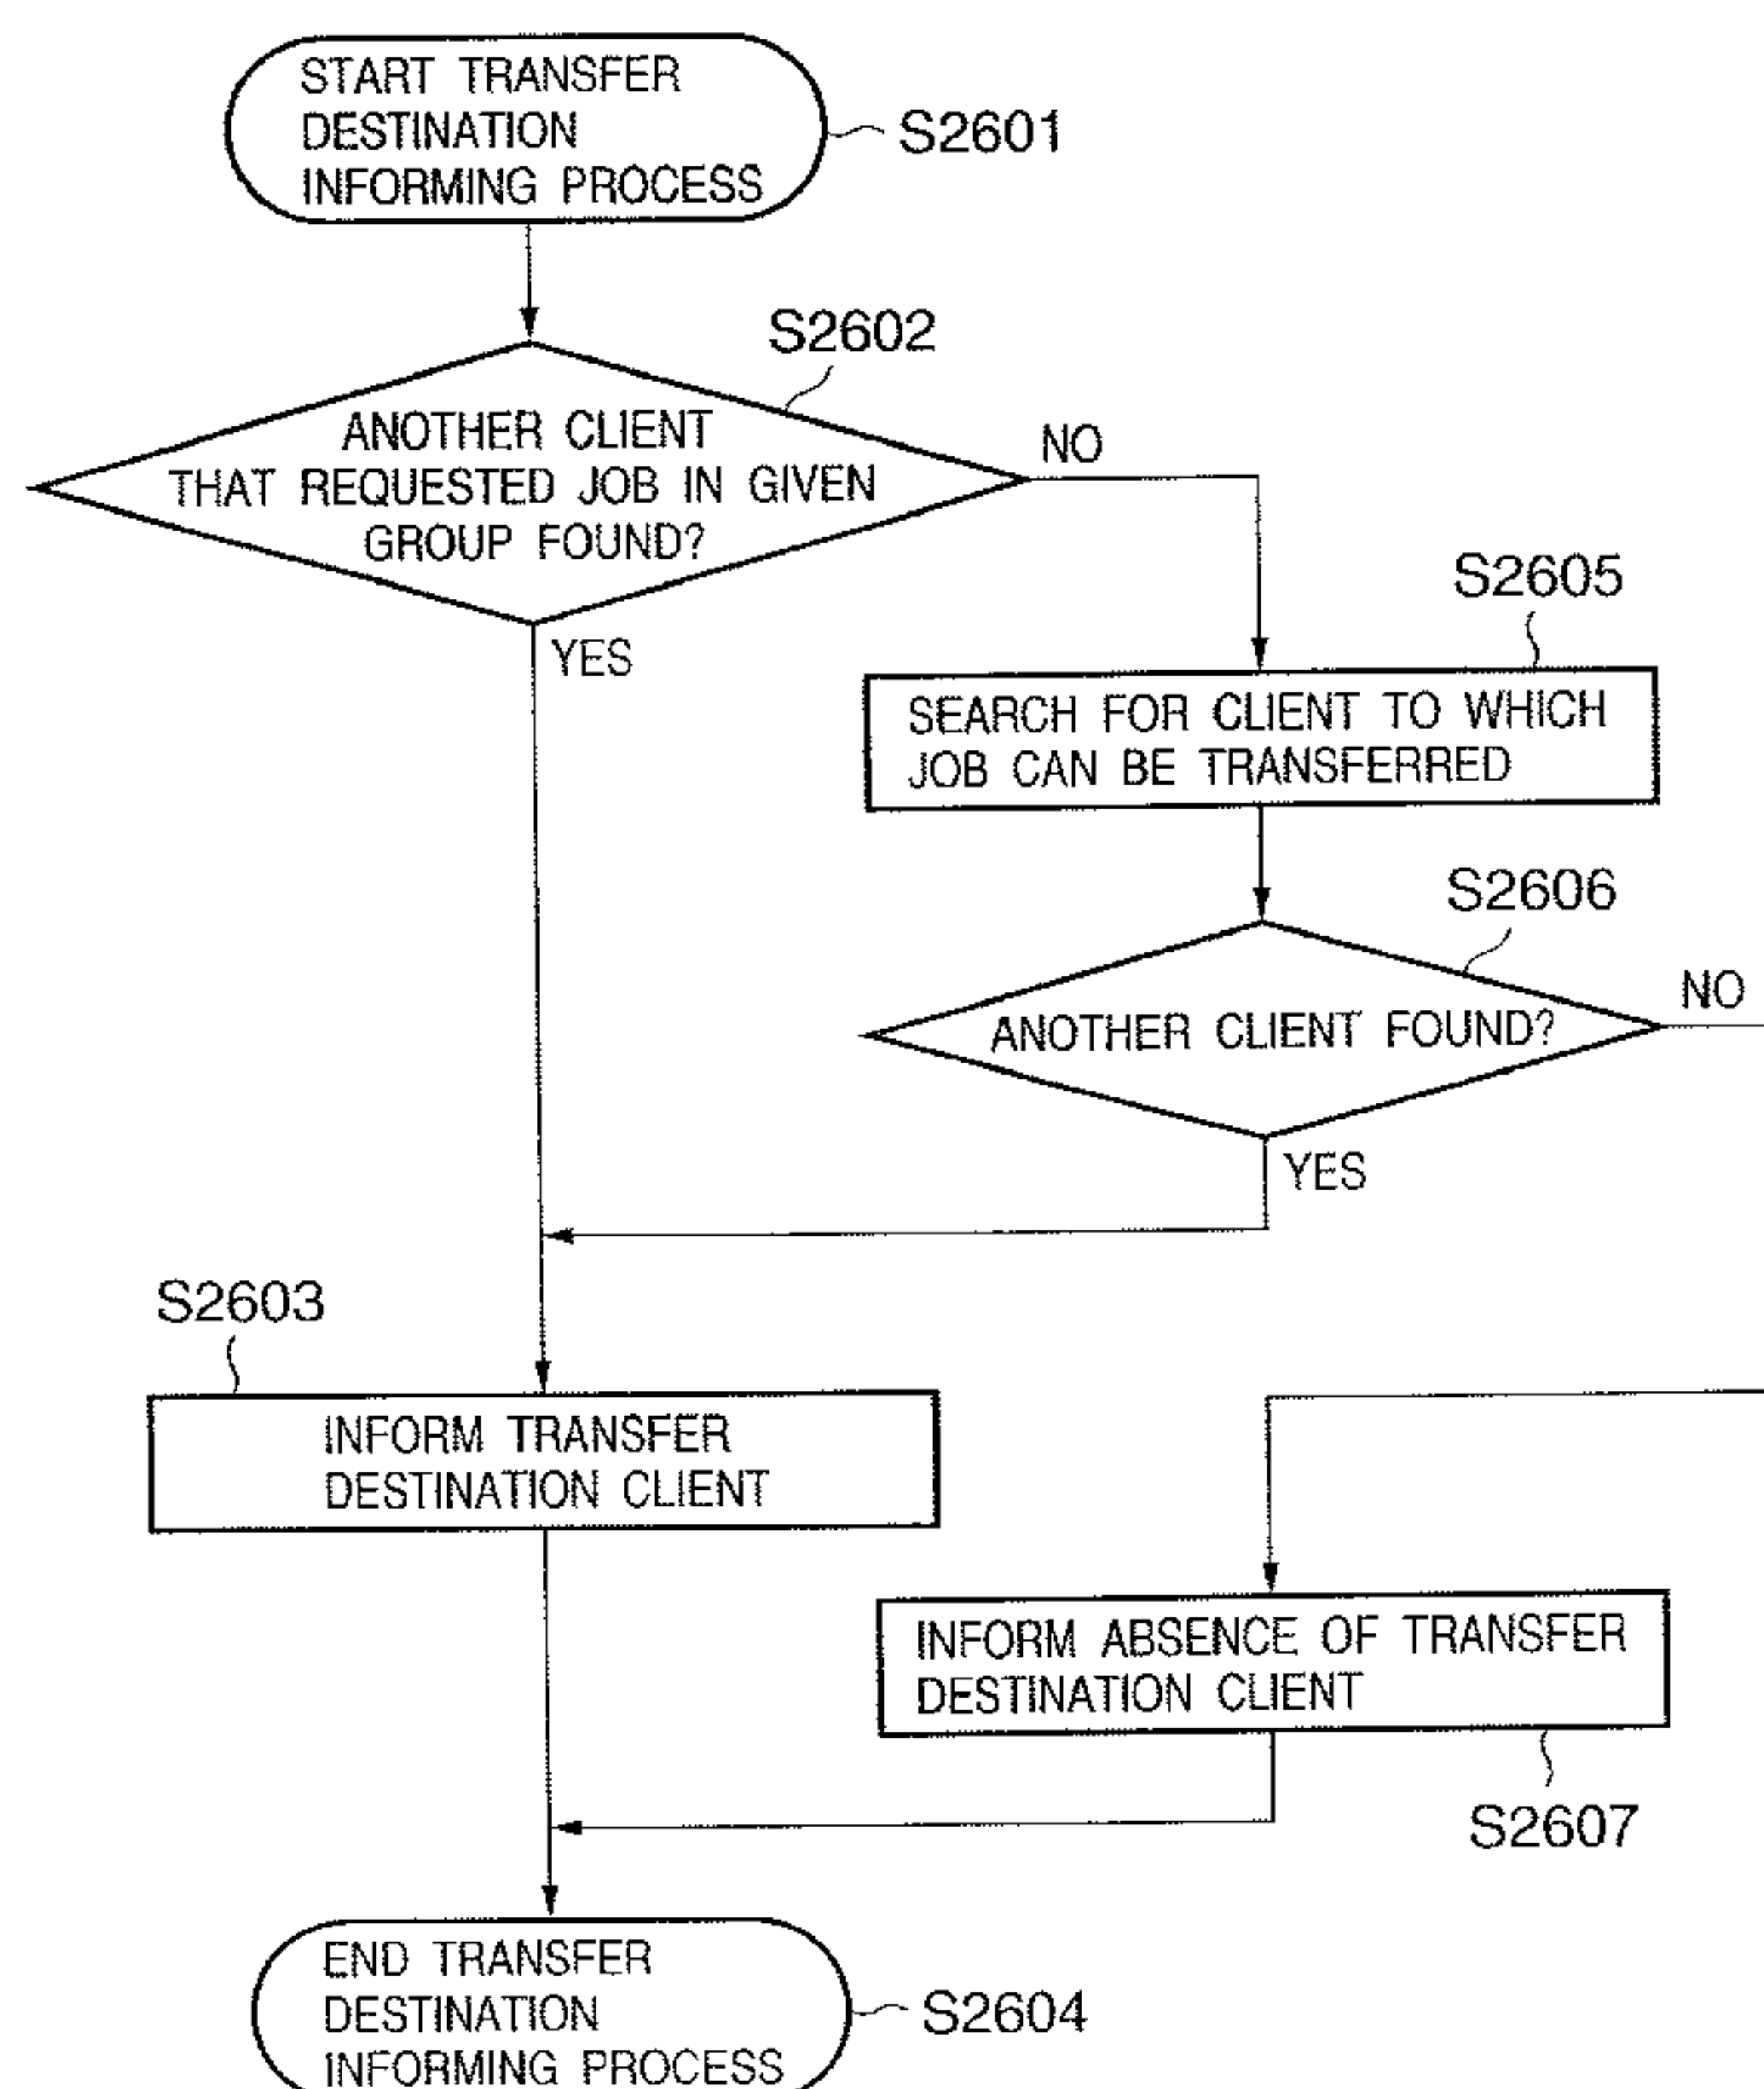 START TRANSFER
DESTINATION
INFORMING PROCESS
S2601
S2602
ANOTHER CLIENT
THAT REQUESTED JOB IN GIVEN
GROUP FOUND?
NO
YES
S2605
SEARCH FOR CLIENT TO WHICH
JOB CAN BE TRANSFERRED
S2606
ANOTHER CLIENT FOUND?
NO
YES
S2603
INFORM TRANSFER
DESTINATION CLIENT
INFORM ABSENCE OF TRANSFER
DESTINATION CLIENT
S2607
END TRANSFER
DESTINATION
INFORMING PROCESS
S2604